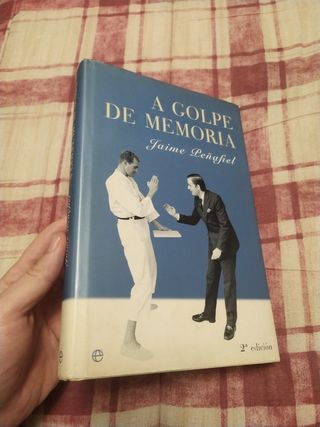 A GOLPE
DE MEMORIA
Jaime Peñafiel
2ª edición